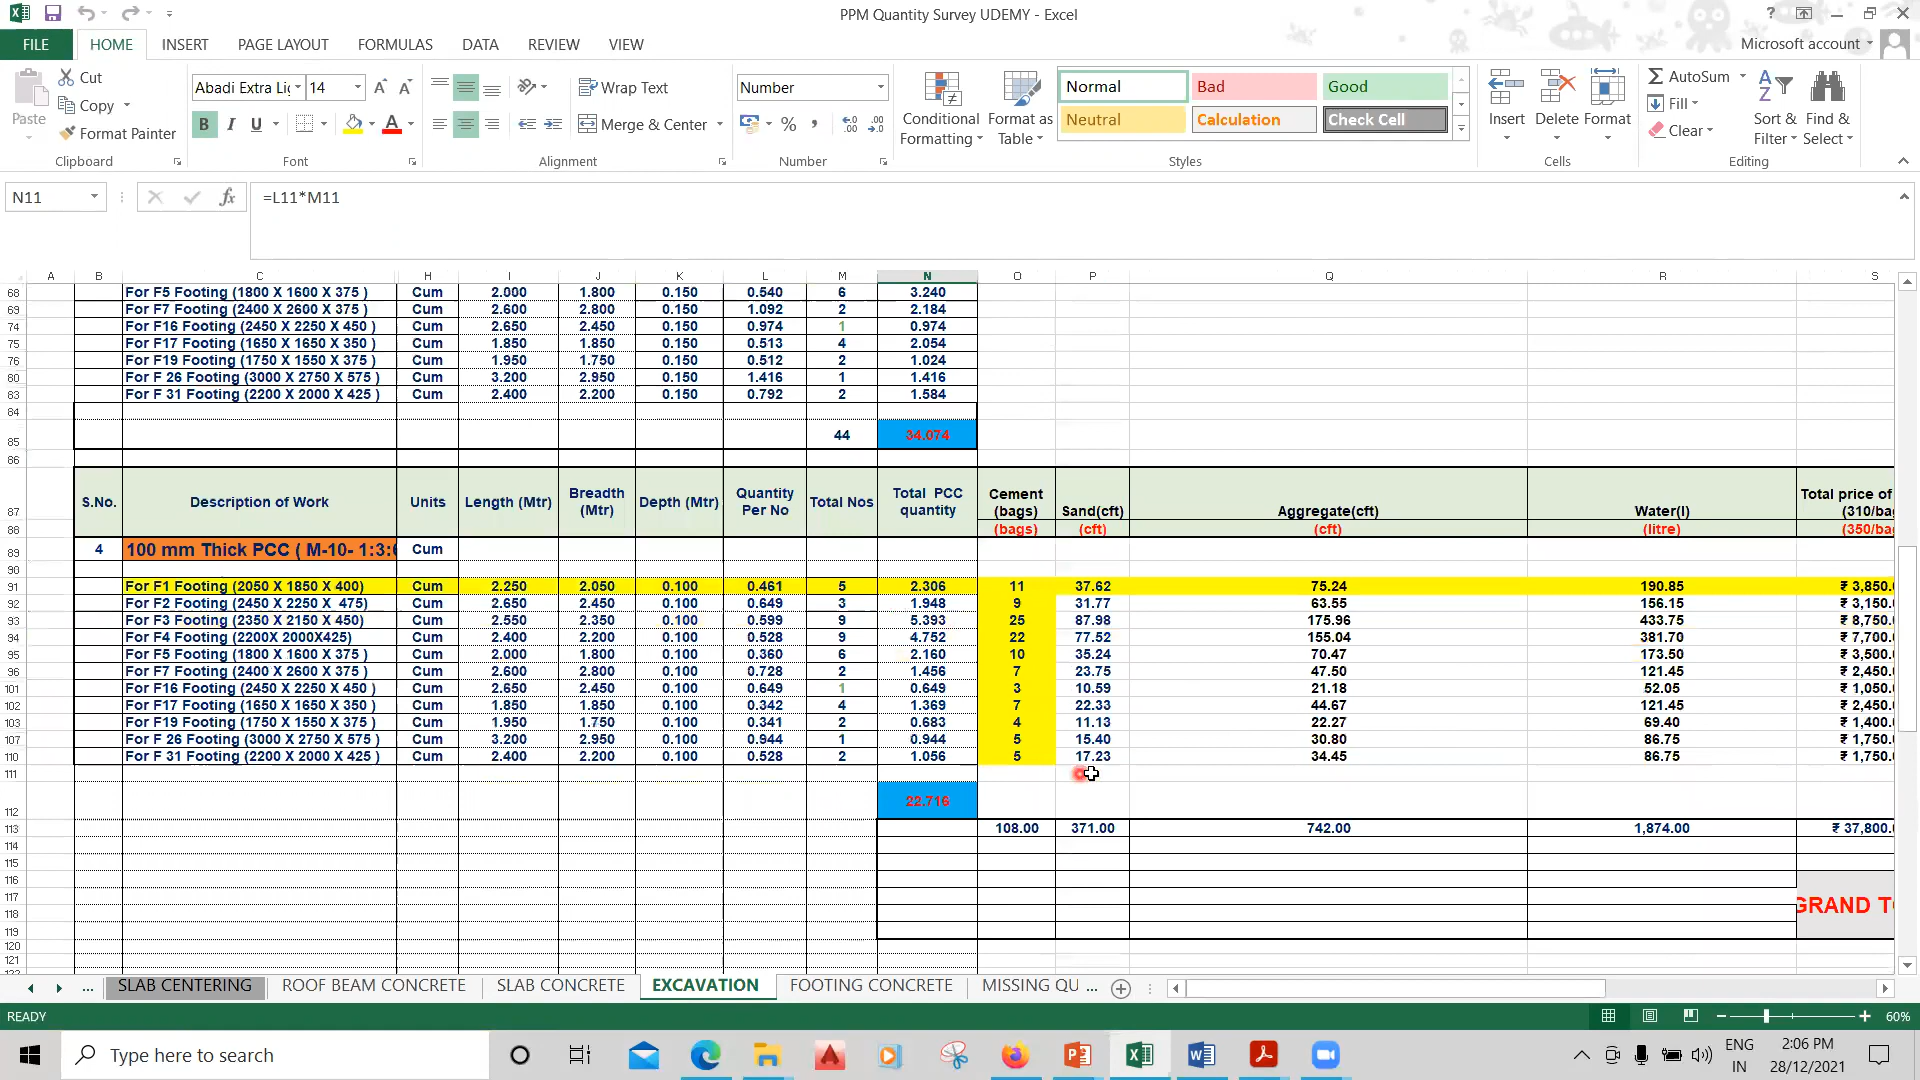 PPM Quantity Survey UDEMY - Excel
FILE HOME INSERT PAGE LAYOUT FORMULAS DATA REVIEW VIEW Microsoft account
Paste Cut Copy Format Painter
Abadi Extra Lig 14
B I U A
Wrap Text
Merge & Center
Number
%
Conditional Formatting
Format as Table
Normal Bad Good
Neutral Calculation Check Cell
Insert Delete Format
AutoSum
Fill
Clear
Sort & Filter
Find & Select
Clipboard Font Alignment Number Styles Cells Editing
N11 fx =L11*M11
A B C H I J K L M N O P Q R S
68 For F5 Footing (1800 X 1600 X 375 ) Cum 2.000 1.800 0.150 0.540 6 3.240
69 For F7 Footing (2400 X 2600 X 375 ) Cum 2.600 2.800 0.150 1.092 2 2.184
74 For F16 Footing (2450 X 2250 X 450 ) Cum 2.650 2.450 0.150 0.974 1 0.974
75 For F17 Footing (1650 X 1650 X 350 ) Cum 1.850 1.850 0.150 0.513 4 2.054
76 For F19 Footing (1750 X 1550 X 375 ) Cum 1.950 1.750 0.150 0.512 2 1.024
80 For F 26 Footing (3000 X 2750 X 575 ) Cum 3.200 2.950 0.150 1.416 1 1.416
83 For F 31 Footing (2200 X 2000 X 425 ) Cum 2.400 2.200 0.150 0.792 2 1.584
84
85 44 34.074
86
87 S.No. Description of Work Units Length (Mtr) Breadth (Mtr) Depth (Mtr) Quantity Per No Total Nos Total PCC quantity Cement (bags) Sand(cft) Aggregate(cft) Water(l) Total price of (310/ba
88 (bags) (cft) (cft) (litre) (350/ba
89 4 100 mm Thick PCC ( M-10- 1:3:6 Cum
90
91 For F1 Footing (2050 X 1850 X 400) Cum 2.250 2.050 0.100 0.461 5 2.306 11 37.62 75.24 190.85 ₹ 3,850.
92 For F2 Footing (2450 X 2250 X 475) Cum 2.650 2.450 0.100 0.649 3 1.948 9 31.77 63.55 156.15 ₹ 3,150.
93 For F3 Footing (2350 X 2150 X 450) Cum 2.550 2.350 0.100 0.599 9 5.393 25 87.98 175.96 433.75 ₹ 8,750.
94 For F4 Footing (2200X 2000X425) Cum 2.400 2.200 0.100 0.528 9 4.752 22 77.52 155.04 381.70 ₹ 7,700.
95 For F5 Footing (1800 X 1600 X 375 ) Cum 2.000 1.800 0.100 0.360 6 2.160 10 35.24 70.47 173.50 ₹ 3,500.
96 For F7 Footing (2400 X 2600 X 375 ) Cum 2.600 2.800 0.100 0.728 2 1.456 7 23.75 47.50 121.45 ₹ 2,450.
101 For F16 Footing (2450 X 2250 X 450 ) Cum 2.650 2.450 0.100 0.649 1 0.649 3 10.59 21.18 52.05 ₹ 1,050.
102 For F17 Footing (1650 X 1650 X 350 ) Cum 1.850 1.850 0.100 0.342 4 1.369 7 22.33 44.67 121.45 ₹ 2,450.
103 For F19 Footing (1750 X 1550 X 375 ) Cum 1.950 1.750 0.100 0.341 2 0.683 4 11.13 22.27 69.40 ₹ 1,400.
107 For F 26 Footing (3000 X 2750 X 575 ) Cum 3.200 2.950 0.100 0.944 1 0.944 5 15.40 30.80 86.75 ₹ 1,750.
110 For F 31 Footing (2200 X 2000 X 425 ) Cum 2.400 2.200 0.100 0.528 2 1.056 5 17.23 34.45 86.75 ₹ 1,750.
111
112 22.716
113 108.00 371.00 742.00 1,874.00 ₹ 37,800.
114
115
116
117
118 GRAND T
119
120
121
... SLAB CENTERING ROOF BEAM CONCRETE SLAB CONCRETE EXCAVATION FOOTING CONCRETE MISSING QU ...
READY 60%
Type here to search
ENG
IN
2:06 PM
28/12/2021